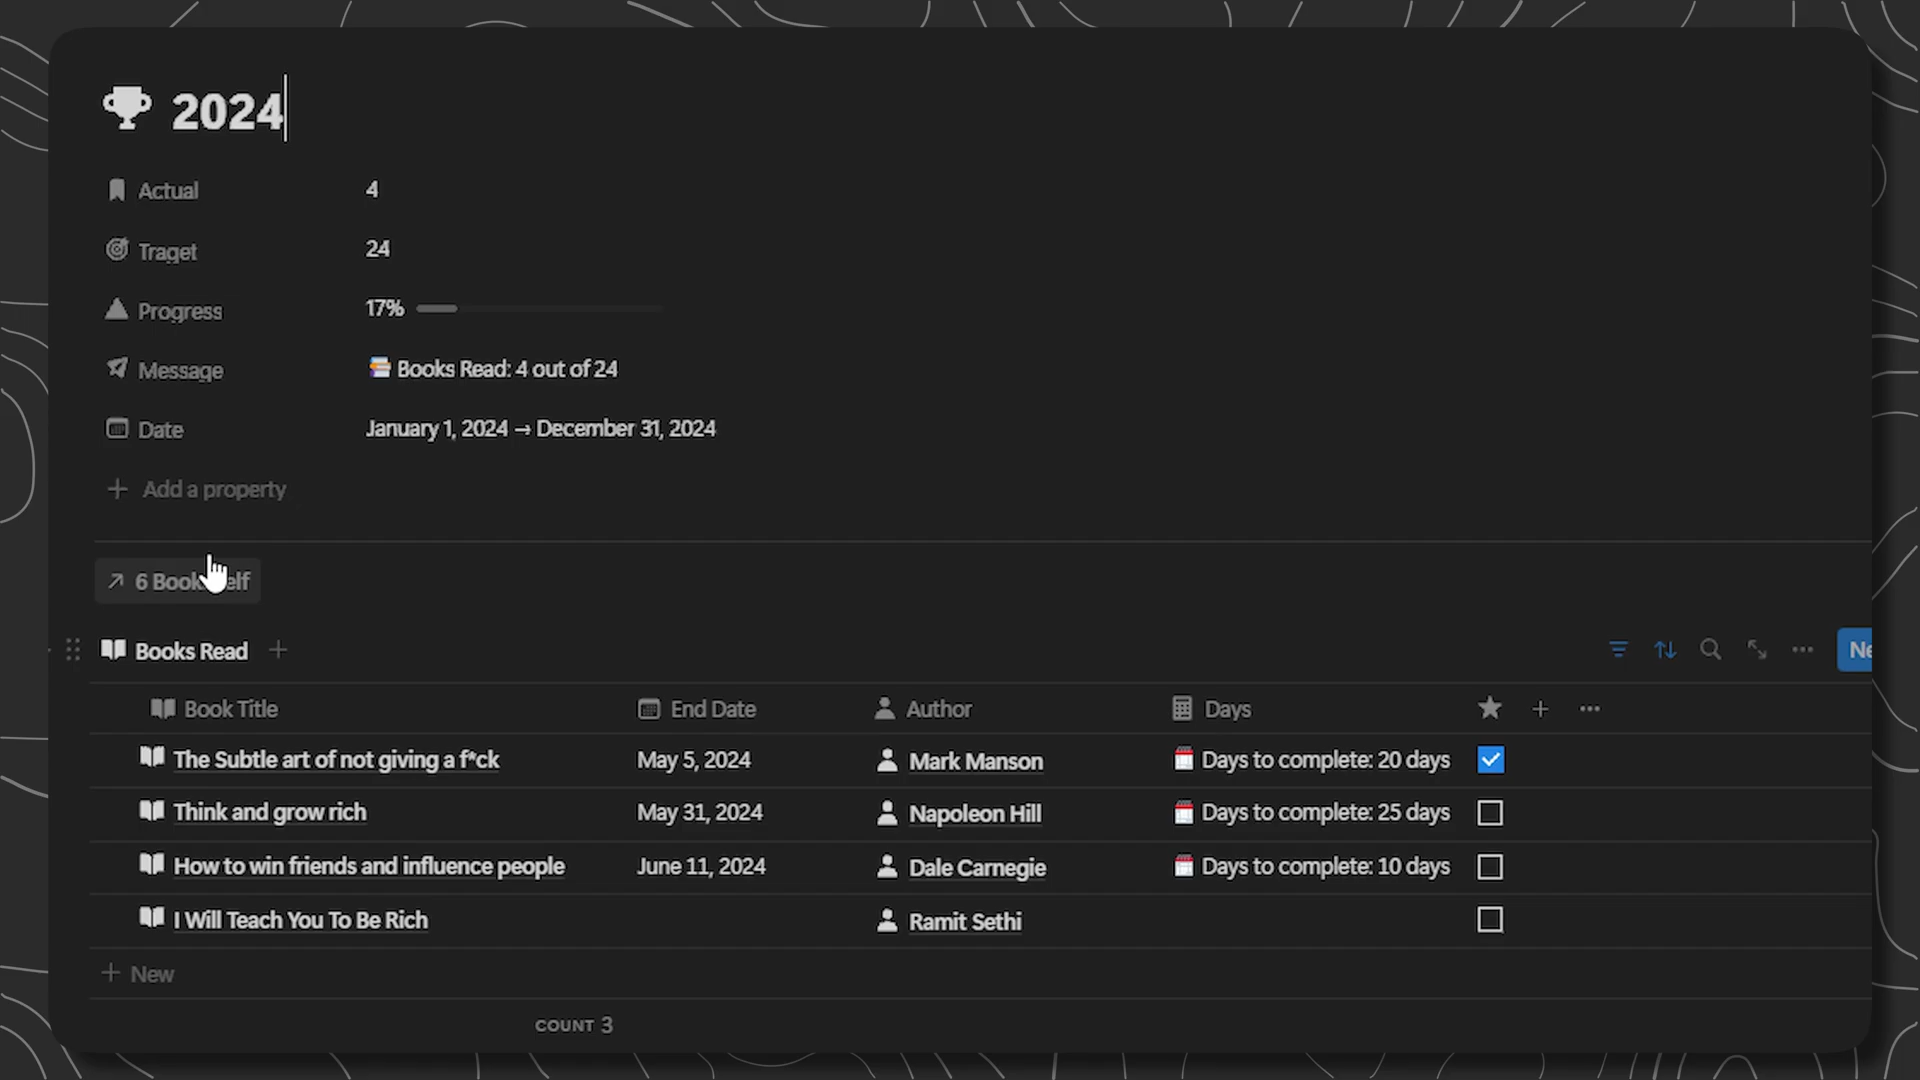 2024
Actual 4
Traget 24
Progress 17%
Message Books Read: 4 out of 24
Date January 1, 2024 → December 31, 2024
+ Add a property
6
Books Read +
Ne
Book Title End Date Author Days
The Subtle art of not giving a f*ck May 5, 2024 Mark Manson Days to complete: 20 days
Think and grow rich May 31, 2024 Napoleon Hill Days to complete: 25 days
How to win friends and influence people June 11, 2024 Dale Carnegie Days to complete: 10 days
I Will Teach You To Be Rich Ramit Sethi
+ New
COUNT 3